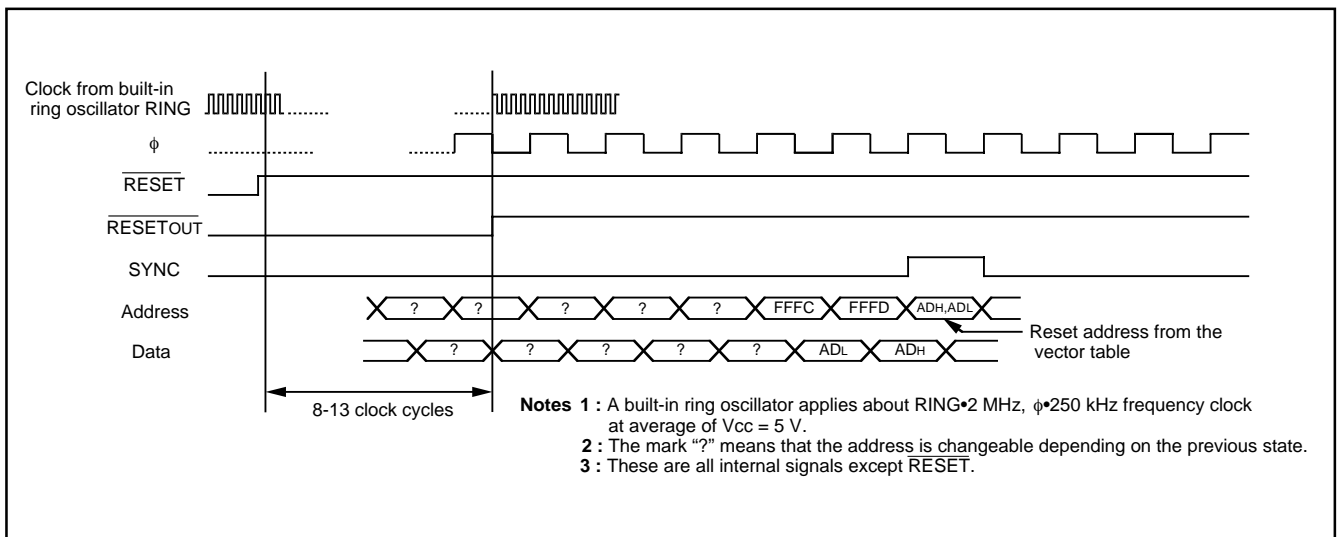 Clock from built-in
ring oscillator RING
ϕ
RESET
RESETOUT
SYNC
Address
? ? ? ? ? FFFC FFFD ADH,ADL
Data
? ? ? ? ? ADL ADH
Reset address from the
vector table
8-13 clock cycles
Notes 1 : A built-in ring oscillator applies about RING•2 MHz, ϕ•250 kHz frequency clock
at average of Vcc = 5 V.
2 : The mark “?” means that the address is changeable depending on the previous state.
3 : These are all internal signals except RESET.